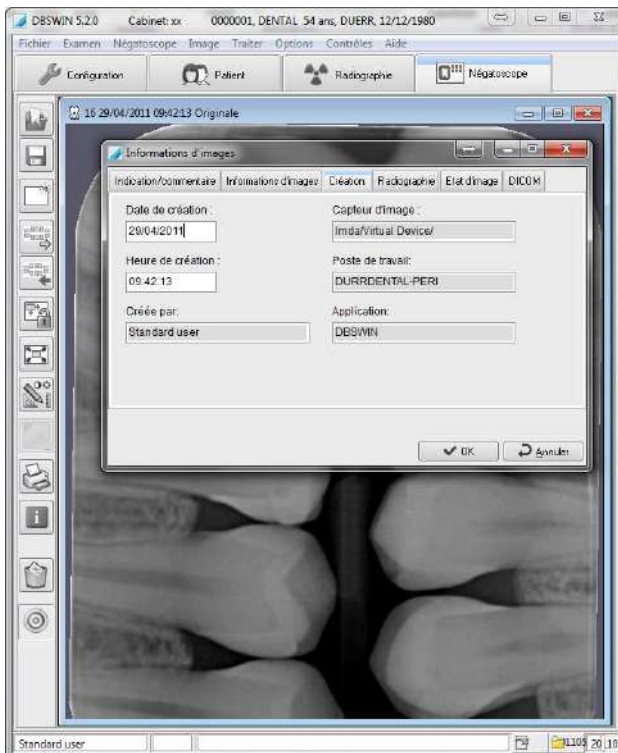 DBSWIN 5.2.0 Cabinet: xx 0000001, DENTAL 54 ans, DUERR, 12/12/1980
Fichier Examen Négatoscope Image Traiter Options Contrôles Aide
Configuration Patient Radiographie Négatoscope
16 29/04/2011 09:42:13 Originale
Informations d'images
Indication/commentaire Informations d'images Création Radiographie Etat d'image DICOM
Date de création : Capteur d'image :
29/04/2011 Imda/Virtual Device/
Heure de création : Poste de travail:
09:42:13 DURRDENTAL-PERI
Créée par: Application:
Standard user DBSWIN
OK Annuler
Standard user